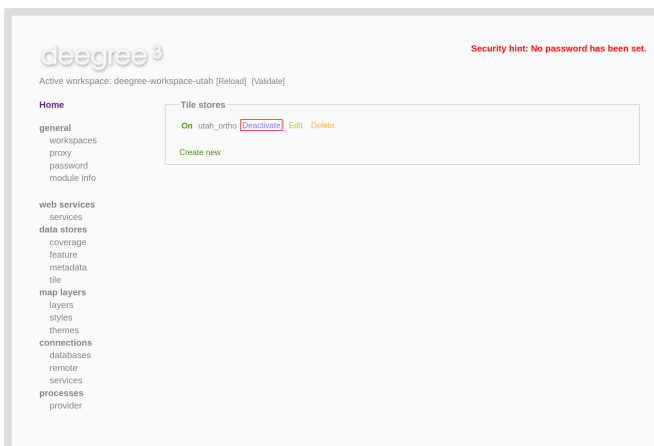 deegree 3
Security hint: No password has been set.
Active workspace: deegree-workspace-utah [Reload] [Validate]
Home
general
workspaces
proxy
password
module info
web services
services
data stores
coverage
feature
metadata
tile
map layers
layers
styles
themes
connections
databases
remote
services
processes
provider
Tile stores
On utah_ortho Deactivate Edit Delete
Create new